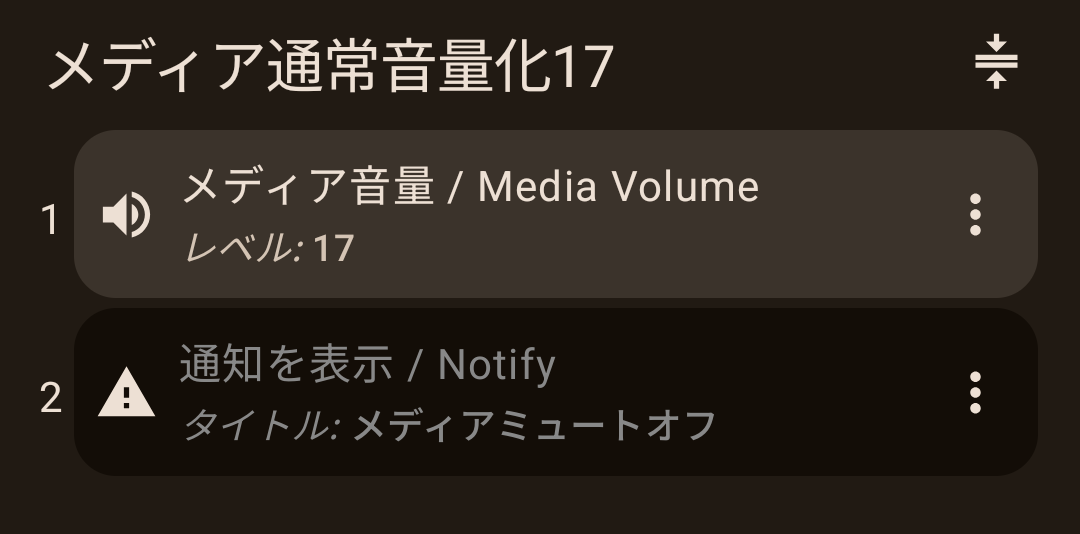 メディア通常音量化17
1
メディア音量 / Media Volume
レベル: 17
2
通知を表示 / Notify
タイトル: メディアミュートオフ